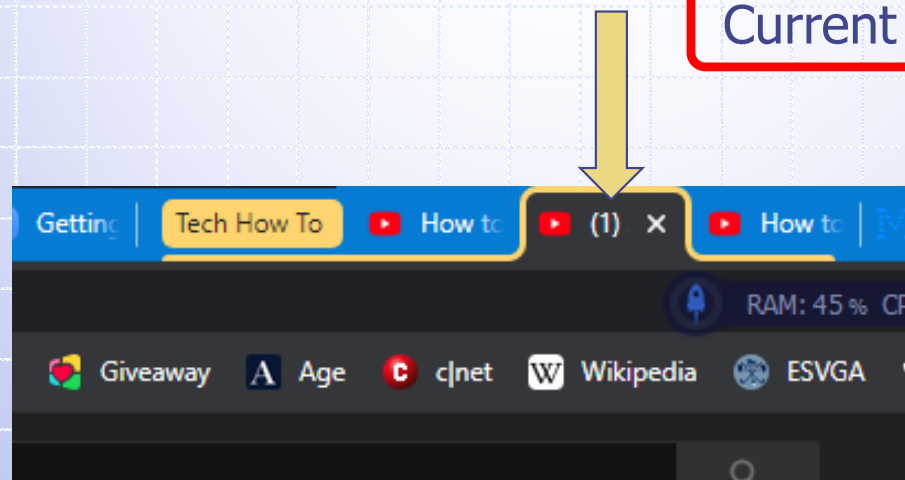 Current
Getting Tech How To How to (1) × How to
RAM: 45%
Giveaway A Age c c|net W Wikipedia ESVGA